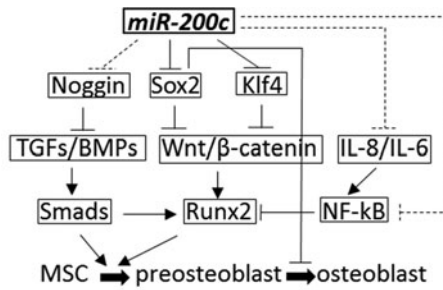 miR-200c
Noggin Sox2 Klf4
TGFs/BMPs Wnt/β-catenin IL-8/IL-6
Smads Runx2 NF-kB
MSC preosteoblast osteoblast